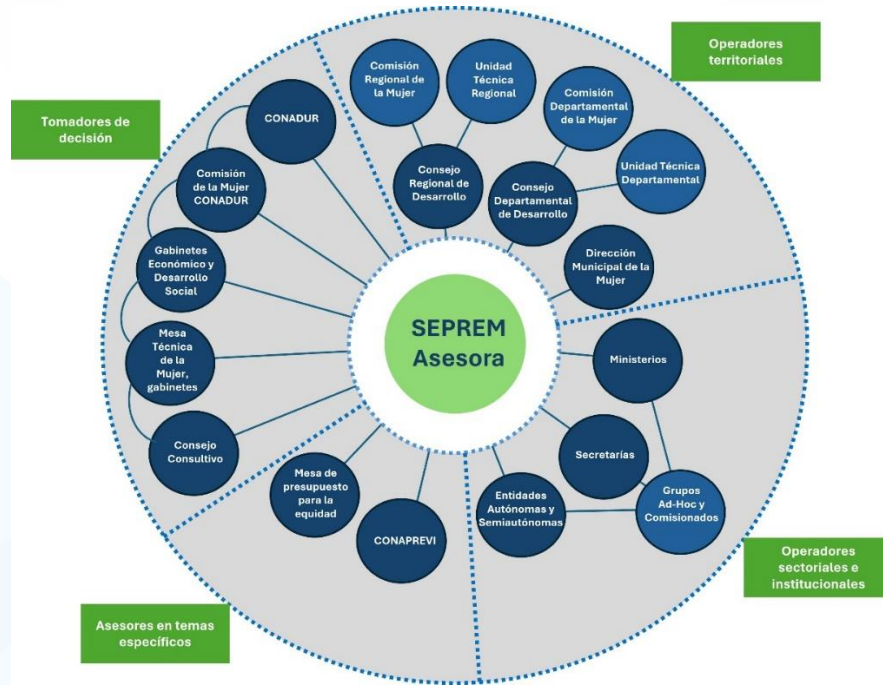 Operadores
territoriales
Tomadores de
decisión
CONADUR
Comisión
de la Mujer
CONADUR
Gabinetes
Económico y
Desarrollo
Social
Mesa
Técnica
de la
Mujer,
gabinetes
Consejo
Consultivo
Comisión
Regional de
la Mujer
Unidad
Técnica
Regional
Comisión
Departamental
de la Mujer
Unidad Técnica
Departamental
Consejo
Regional de
Desarrollo
Consejo
Departamental
de Desarrollo
Dirección
Municipal de la
Mujer
SEPREM
Asesora
Ministerios
Secretarías
Entidades
Autónomas y
Semiautónomas
Grupos
Ad-Hoc y
Comisionados
Mesa de
presupuesto
para la
equidad
CONAPREVI
Operadores
sectoriales e
institucionales
Asesores en temas
específicos